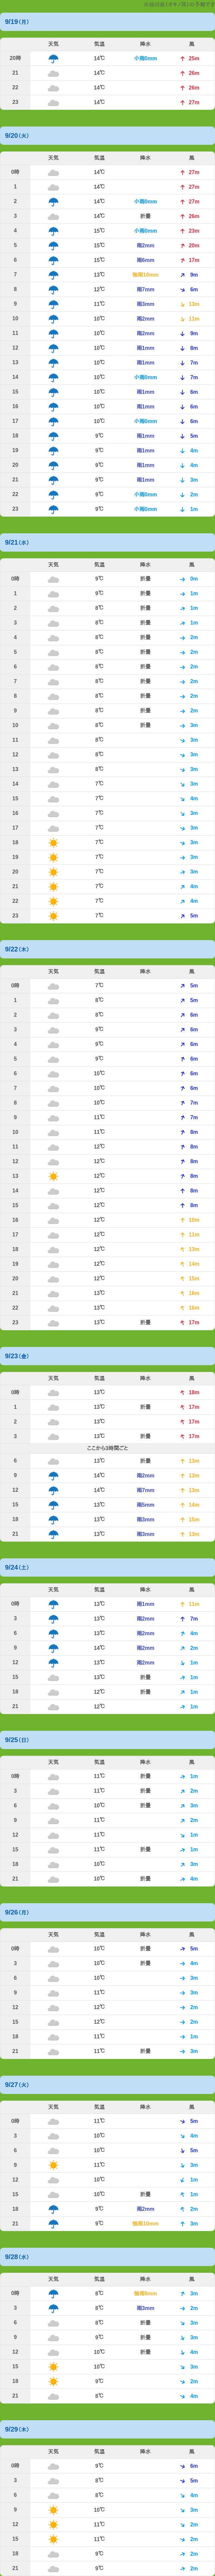 9/19(月)
天気 気温 降水 風
20時 14℃ 小雨0mm 25m
21 14℃ 26m
22 14℃ 26m
23 14℃ 27m
9/20(火)
天気 気温 降水 風
0時 14℃ 27m
1 14℃ 27m
2 14℃ 小雨0mm 27m
3 14℃ 折畳 26m
4 15℃ 小雨0mm 23m
5 15℃ 雨2mm 20m
6 15℃ 雨6mm 17m
7 13℃ 強雨10mm 9m
8 12℃ 雨7mm 6m
9 11℃ 雨3mm 13m
10 10℃ 雨2mm 11m
11 10℃ 雨2mm 9m
12 10℃ 雨1mm 8m
13 10℃ 雨1mm 7m
14 10℃ 小雨0mm 7m
15 10℃ 雨1mm 6m
16 10℃ 雨1mm 6m
17 10℃ 小雨0mm 6m
18 9℃ 雨1mm 5m
19 9℃ 雨1mm 4m
20 9℃ 雨1mm 4m
21 9℃ 雨1mm 3m
22 9℃ 小雨0mm 2m
23 9℃ 小雨0mm 1m
9/21(水)
天気 気温 降水 風
0時 9℃ 折畳 0m
1 9℃ 折畳 1m
2 8℃ 折畳 1m
3 8℃ 折畳 1m
4 8℃ 折畳 2m
5 8℃ 折畳 2m
6 8℃ 折畳 2m
7 8℃ 折畳 2m
8 8℃ 折畳 2m
9 8℃ 折畳 2m
10 8℃ 折畳 3m
11 8℃ 3m
12 8℃ 3m
13 8℃ 3m
14 7℃ 3m
15 7℃ 4m
16 7℃ 3m
17 7℃ 3m
18 7℃ 3m
19 7℃ 3m
20 7℃ 3m
21 7℃ 4m
22 7℃ 4m
23 7℃ 5m
9/22(木)
天気 気温 降水 風
0時 7℃ 5m
1 8℃ 5m
2 8℃ 6m
3 9℃ 6m
4 9℃ 6m
5 9℃ 6m
6 10℃ 6m
7 10℃ 6m
8 10℃ 7m
9 11℃ 7m
10 11℃ 8m
11 12℃ 8m
12 12℃ 8m
13 12℃ 8m
14 12℃ 8m
15 12℃ 8m
16 12℃ 10m
17 12℃ 11m
18 12℃ 13m
19 12℃ 14m
20 12℃ 15m
21 13℃ 16m
22 13℃ 16m
23 13℃ 折畳 17m
9/23(金)
天気 気温 降水 風
0時 13℃ 18m
1 13℃ 折畳 17m
2 13℃ 17m
3 13℃ 折畳 17m
ここから3時間ごと
6 13℃ 折畳 13m
9 14℃ 雨2mm 13m
12 14℃ 雨7mm 13m
15 13℃ 雨5mm 14m
18 13℃ 雨3mm 15m
21 13℃ 雨3mm 13m
9/24(土)
天気 気温 降水 風
0時 13℃ 雨1mm 11m
3 13℃ 雨2mm 7m
6 13℃ 雨2mm 4m
9 14℃ 雨2mm 2m
12 13℃ 雨2mm 1m
15 13℃ 折畳 1m
18 12℃ 折畳 1m
21 12℃ 1m
9/25(日)
天気 気温 降水 風
0時 11℃ 折畳 1m
3 11℃ 折畳 2m
6 10℃ 折畳 3m
9 11℃ 2m
12 11℃ 1m
15 11℃ 折畳 1m
18 10℃ 3m
21 10℃ 折畳 4m
9/26(月)
天気 気温 降水 風
0時 10℃ 折畳 5m
3 10℃ 折畳 4m
6 10℃ 3m
9 11℃ 3m
12 12℃ 2m
15 12℃ 2m
18 11℃ 1m
21 11℃ 折畳 3m
9/27(火)
天気 気温 降水 風
0時 11℃ 5m
3 10℃ 4m
6 10℃ 5m
9 11℃ 3m
12 10℃ 1m
15 10℃ 折畳 1m
18 9℃ 雨2mm 2m
21 9℃ 強雨10mm 3m
9/28(水)
天気 気温 降水 風
0時 8℃ 3m
3 8℃ 雨3mm 2m
6 8℃ 折畳 3m
9 9℃ 折畳 3m
12 10℃ 折畳 4m
15 10℃ 3m
18 9℃ 2m
21 8℃ 4m
9/29(木)
天気 気温 降水 風
0時 9℃ 6m
3 8℃ 5m
6 8℃ 4m
9 10℃ 3m
12 11℃ 2m
15 11℃ 2m
18 9℃ 2m
21 9℃ 2m